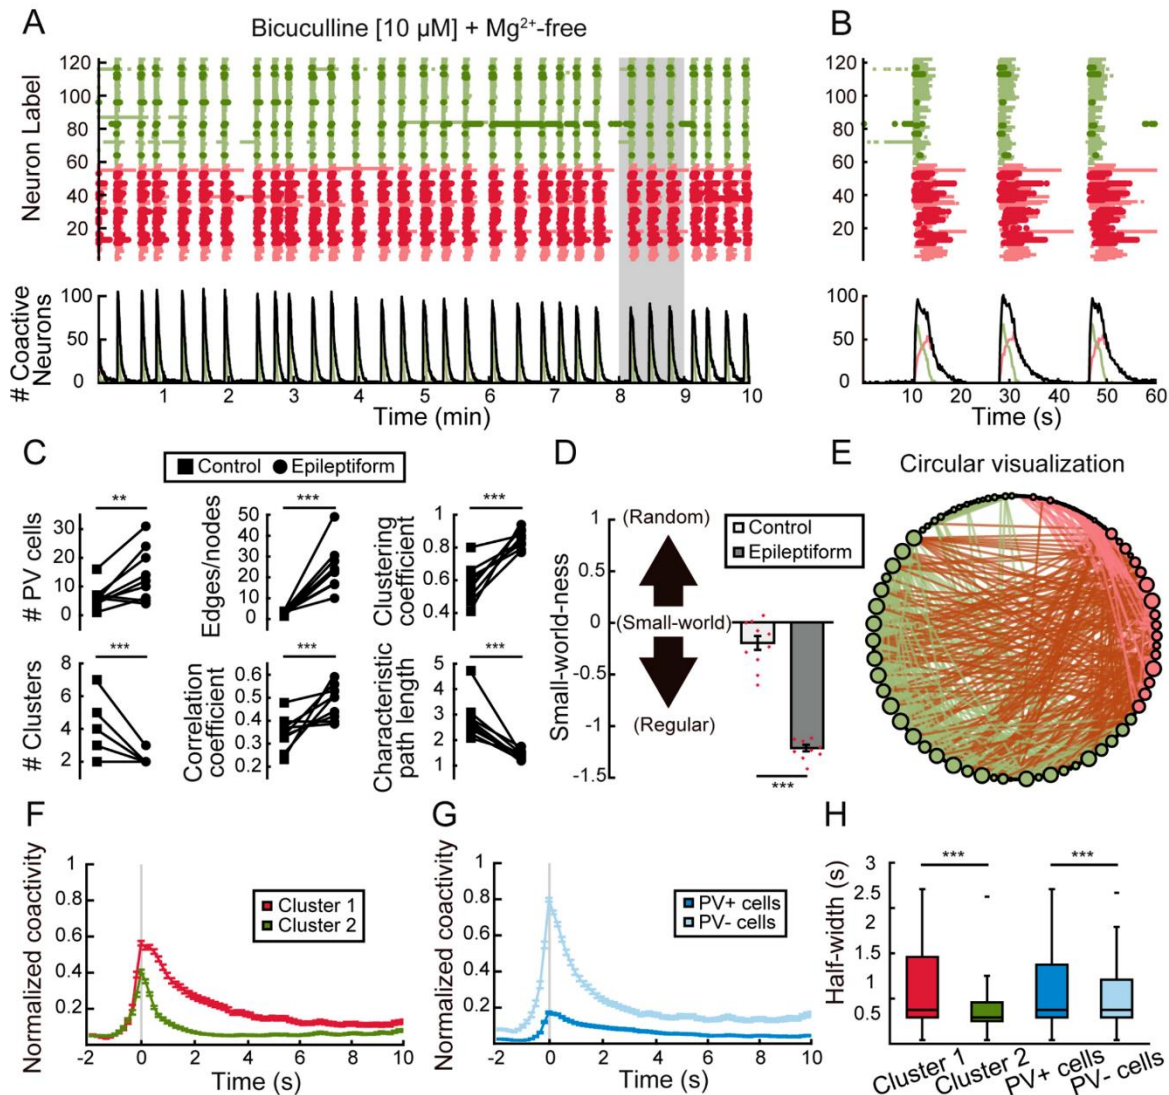 A
Bicuculline [10 µM] + Mg²⁺-free
B
Neuron Label
120
100
80
60
40
20
120
100
80
60
40
20
# Coactive
Neurons
100
50
0
1 2 3 4 5 6 7 8 9 10
Time (min)
100
50
0
10 20 30 40 50 60
Time (s)
C
Control Epileptiform
# PV cells
30
20
10
0
**
Edges/nodes
50
40
30
20
10
0
***
Clustering
coefficient
1
0.8
0.6
0.4
***
# Clusters
8
6
4
2
***
Correlation
coefficient
0.6
0.5
0.4
0.3
0.2
***
Characteristic
path length
5
4
3
2
1
***
D
Small-world-ness
1
0.5
0
-0.5
-1
-1.5
(Random)
(Small-world)
(Regular)
Control
Epileptiform
***
E
Circular visualization
F
Normalized coactivity
1
0.8
0.6
0.4
0.2
-2 0 2 4 6 8 10
Time (s)
Cluster 1
Cluster 2
G
Normalized coactivity
1
0.8
0.6
0.4
0.2
-2 0 2 4 6 8 10
Time (s)
PV+ cells
PV- cells
H
Half-width (s)
3
2
1.5
1
0.5
*** ***
Cluster 1
Cluster 2
PV+ cells
PV- cells